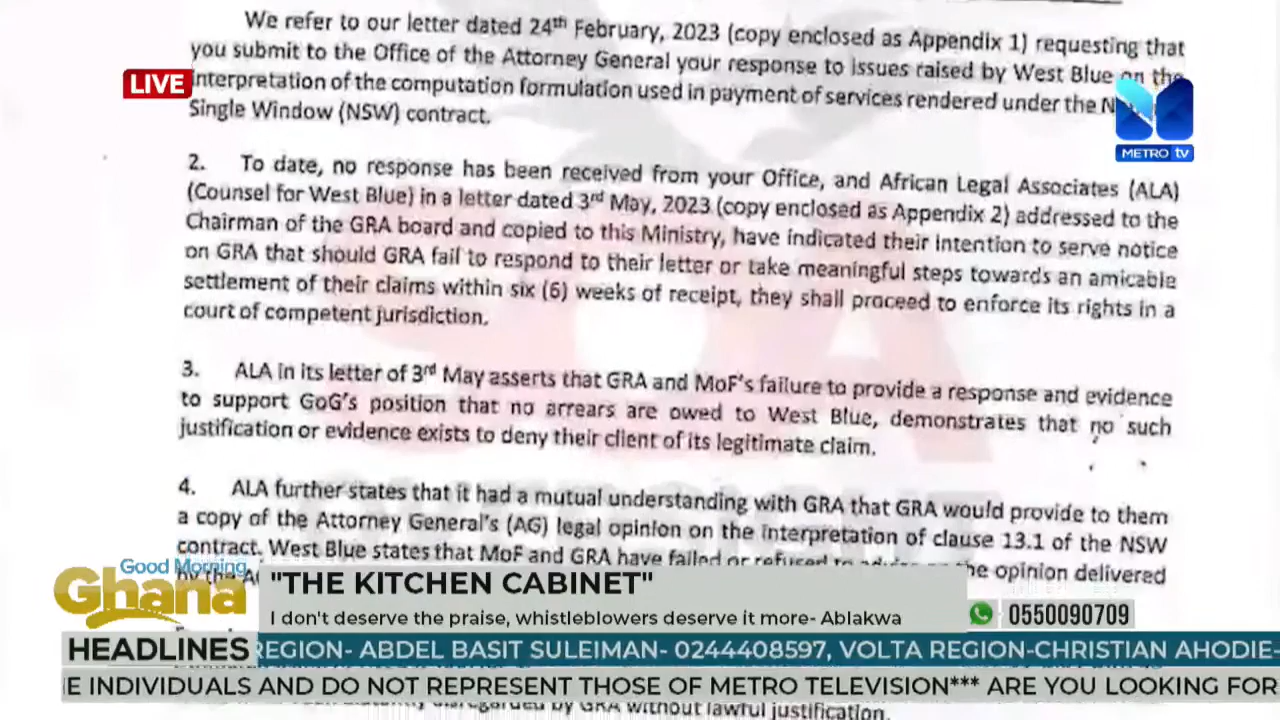 We refer to our letter dated 24th February, 2023 (copy enclosed as Appendix 1) requesting that
you submit to the Office of the Attorney General your response to issues raised by West Blue on the
interpretation of the computation formulation used in payment of services rendered under the
Single Window (NSW) contract.
2. To date, no response has been received from your Office, and African Legal Associates (ALA)
(Counsel for West Blue) in a letter dated 3rd May, 2023 (copy enclosed as Appendix 2) addressed to the
Chairman of the GRA board and copied to this Ministry, have indicated their intention to serve notice
on GRA that should GRA fail to respond to their letter or take meaningful steps towards an amicable
settlement of their claims within six (6) weeks of receipt, they shall proceed to enforce its rights in a
court of competent jurisdiction.
3. ALA in its letter of 3rd May asserts that GRA and MoF's failure to provide a response and evidence
to support GoG's position that no arrears are owed to West Blue, demonstrates that no such
justification or evidence exists to deny their client of its legitimate claim.
4. ALA further states that it had a mutual understanding with GRA that GRA would provide to them
a copy of the Attorney General's (AG) legal opinion on the interpretation of clause 13.1 of the NSW
contract. West Blue states that MoF and GRA have failed or refused to
by the opinion delivered
disregarded by GRA without lawful justification.
LIVE
METRO tv
Good Morning
Ghana
"THE KITCHEN CABINET"
I don't deserve the praise, whistleblowers deserve it more- Ablakwa
0550090709
HEADLINES
REGION- ABDEL BASIT SULEIMAN- 0244408597, VOLTA REGION-CHRISTIAN AHODIE-
E INDIVIDUALS AND DO NOT REPRESENT THOSE OF METRO TELEVISION*** ARE YOU LOOKING FOR